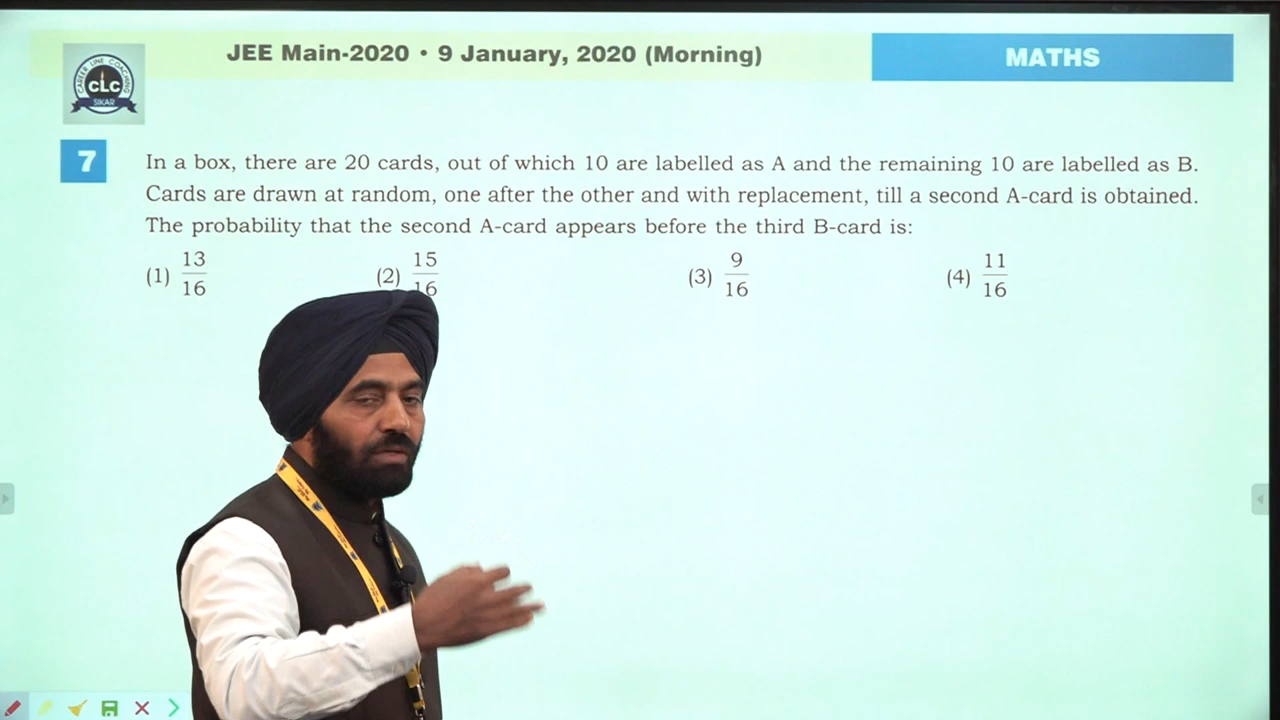 JEE Main-2020 • 9 January, 2020 (Morning)
MATHS
CAREER LINE COACHING
CLC
SIKAR
7
In a box, there are 20 cards, out of which 10 are labelled as A and the remaining 10 are labelled as B.
Cards are drawn at random, one after the other and with replacement, till a second A-card is obtained.
The probability that the second A-card appears before the third B-card is:
(1) 13/16 (2) 15/16 (3) 9/16 (4) 11/16